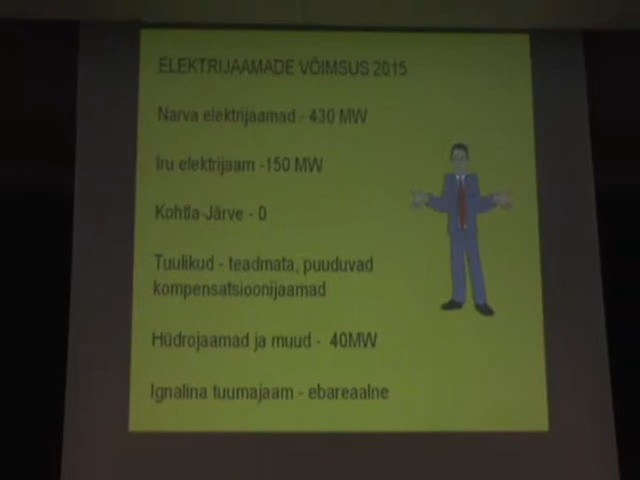 ELEKTRIJAAMADE VÕIMSUS 2015
Narva elektrijaamad - 430 MW
Iru elektrijaam -150 MW
Kohtla-Järve - 0
Tuulikud - teadmata, puuduvad
kompensatsioonijaamad
Hüdrojaamad ja muud - 40MW
Ignalina tuumajaam - ebareaalne